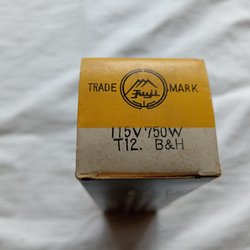 TRADE Fuji MARK
115V 750W
T12. B&H